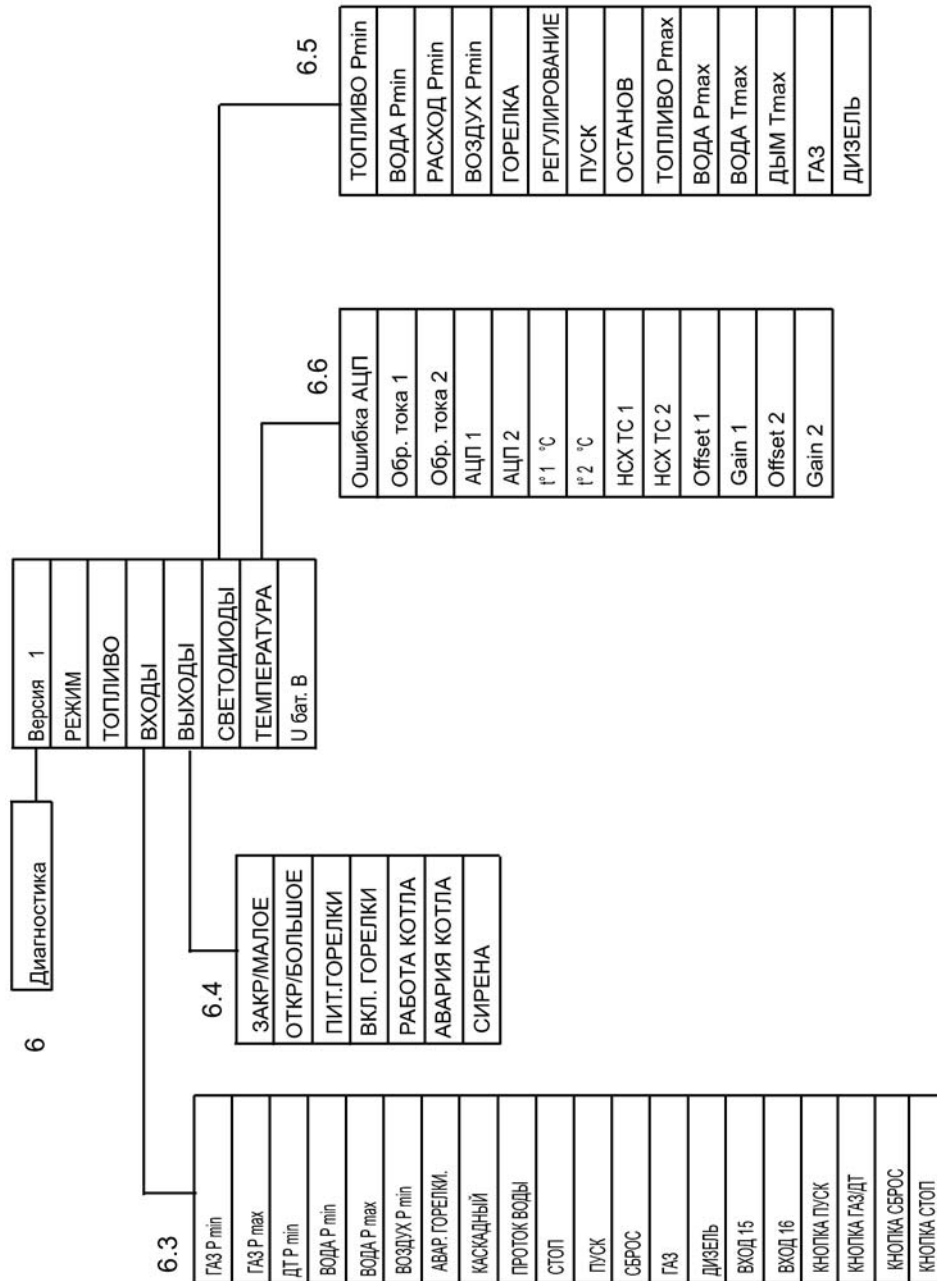 6
Диагностика
Версия 1
РЕЖИМ
ТОПЛИВО
ВХОДЫ
ВЫХОДЫ
СВЕТОДИОДЫ
ТЕМПЕРАТУРА
U бат. В
6.3
ГАЗ P min
ГАЗ P max
ДТ P min
ВОДА P min
ВОДА P max
ВОЗДУХ P min
АВАР. ГОРЕЛКИ.
КАСКАДНЫЙ
ПРОТОК ВОДЫ
СТОП
ПУСК
СБРОС
ГАЗ
ДИЗЕЛЬ
ВХОД 15
ВХОД 16
КНОПКА ПУСК
КНОПКА ГАЗ/ДТ
КНОПКА СБРОС
КНОПКА СТОП
6.4
ЗАКР/МАЛОЕ
ОТКР/БОЛЬШОЕ
ПИТ.ГОРЕЛКИ
ВКЛ. ГОРЕЛКИ
РАБОТА КОТЛА
АВАРИЯ КОТЛА
СИРЕНА
6.6
Ошибка АЦП
Обр. тока 1
Обр. тока 2
АЦП 1
АЦП 2
t° 1 °C
t° 2 °C
НСХ ТС 1
НСХ ТС 2
Offset 1
Gain 1
Offset 2
Gain 2
6.5
ТОПЛИВО Pmin
ВОДА Pmin
РАСХОД Pmin
ВОЗДУХ Pmin
ГОРЕЛКА
РЕГУЛИРОВАНИЕ
ПУСК
ОСТАНОВ
ТОПЛИВО Pmax
ВОДА Pmax
ВОДА Tmax
ДЫМ Tmax
ГАЗ
ДИЗЕЛЬ